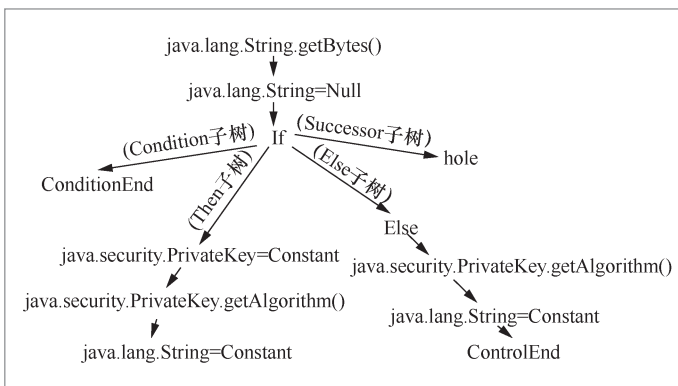 java.lang.String.getBytes()
java.lang.String=Null
If
(Condition子树)
(Successor子树)
(Then子树)
(Else子树)
ConditionEnd
hole
Else
java.security.PrivateKey=Constant
java.security.PrivateKey.getAlgorithm()
java.security.PrivateKey.getAlgorithm()
java.lang.String=Constant
java.lang.String=Constant
ControlEnd